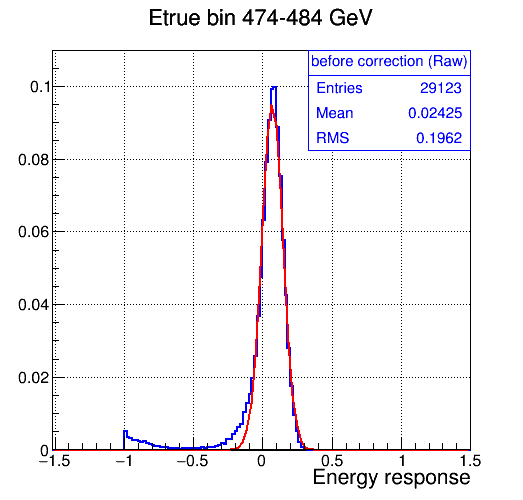 Etrue bin 474-484 GeV
before correction (Raw)
Entries 29123
Mean 0.02425
RMS 0.1962
0.1
0.08
0.06
0.04
0.02
0
−1.5 −1 −0.5 0 0.5 1 1.5
Energy response